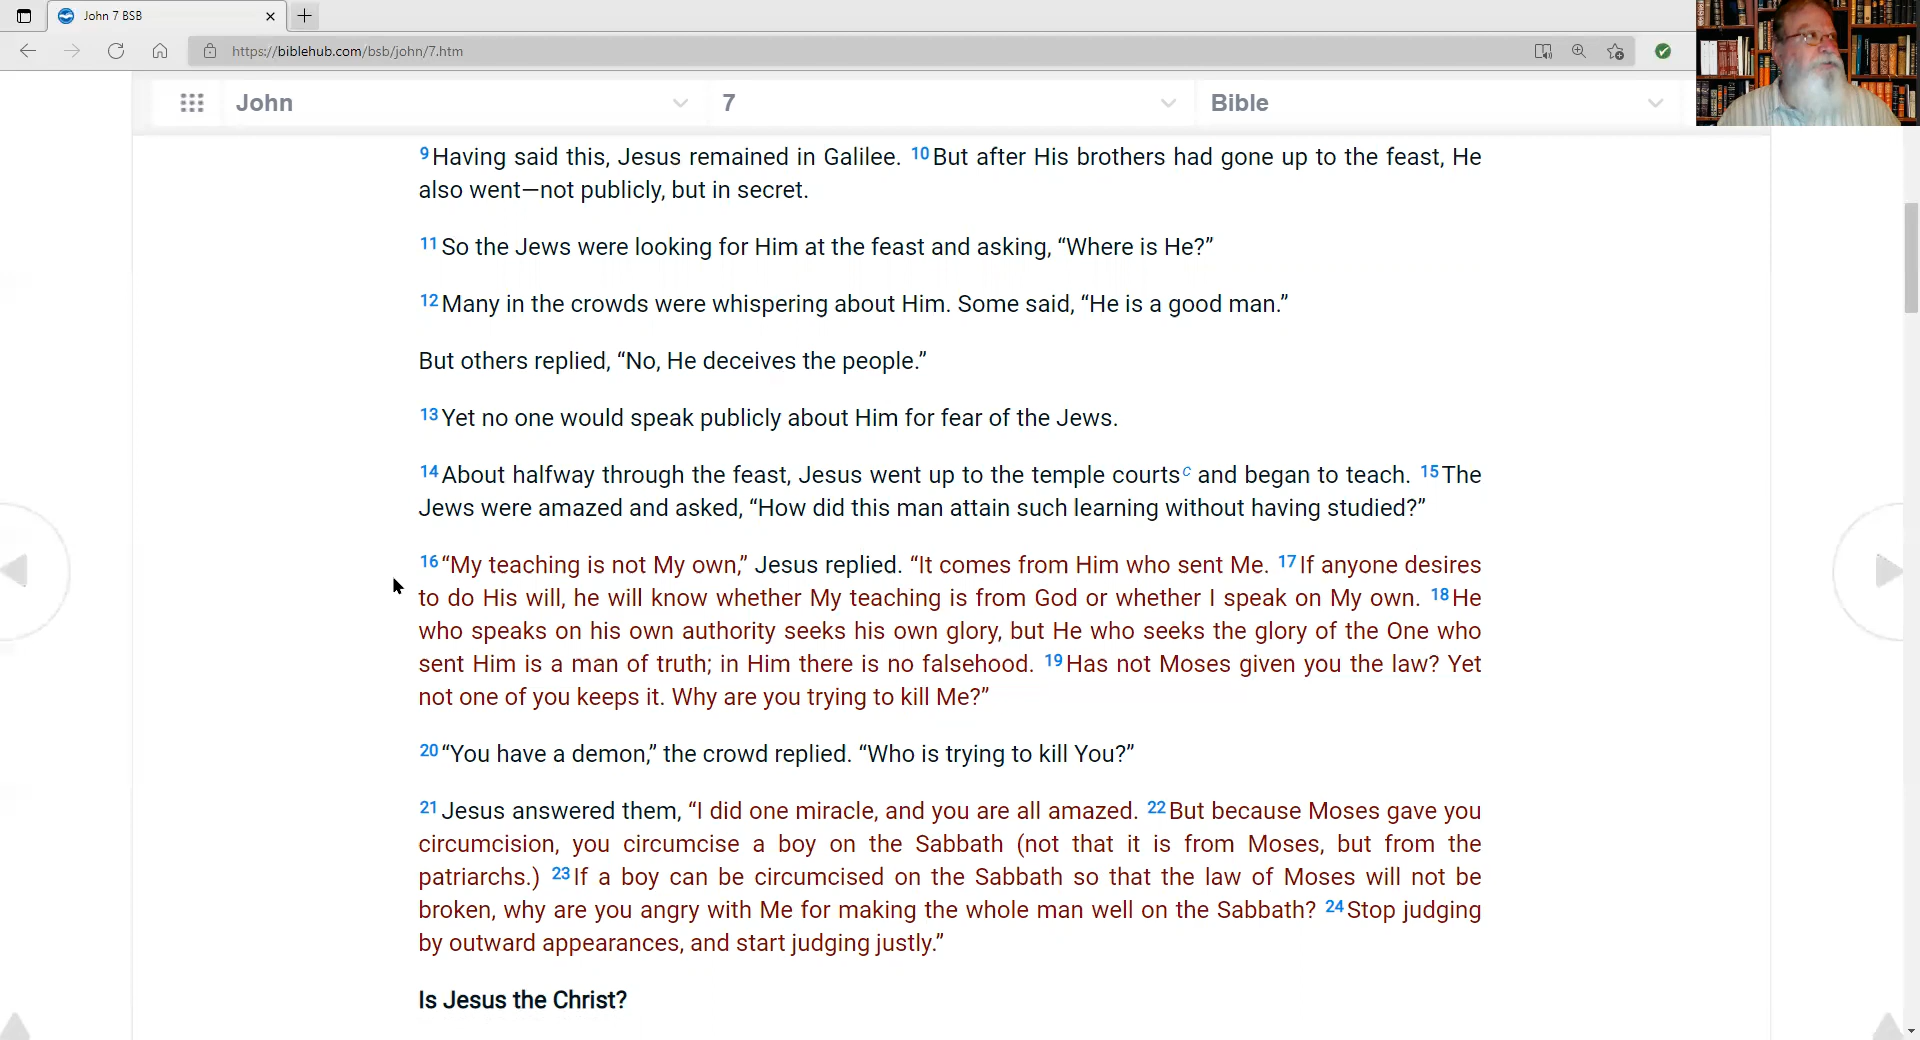 John 7 BSB
https://biblehub.com/bsb/john/7.htm
John 7 Bible
9 Having said this, Jesus remained in Galilee. 10 But after His brothers had gone up to the feast, He
also went—not publicly, but in secret.
11 So the Jews were looking for Him at the feast and asking, “Where is He?”
12 Many in the crowds were whispering about Him. Some said, “He is a good man.”
But others replied, “No, He deceives the people.”
13 Yet no one would speak publicly about Him for fear of the Jews.
14 About halfway through the feast, Jesus went up to the temple courts c and began to teach. 15 The
Jews were amazed and asked, “How did this man attain such learning without having studied?”
16 “My teaching is not My own,” Jesus replied. “It comes from Him who sent Me. 17 If anyone desires
to do His will, he will know whether My teaching is from God or whether I speak on My own. 18 He
who speaks on his own authority seeks his own glory, but He who seeks the glory of the One who
sent Him is a man of truth; in Him there is no falsehood. 19 Has not Moses given you the law? Yet
not one of you keeps it. Why are you trying to kill Me?”
20 “You have a demon,” the crowd replied. “Who is trying to kill You?”
21 Jesus answered them, “I did one miracle, and you are all amazed. 22 But because Moses gave you
circumcision, you circumcise a boy on the Sabbath (not that it is from Moses, but from the
patriarchs.) 23 If a boy can be circumcised on the Sabbath so that the law of Moses will not be
broken, why are you angry with Me for making the whole man well on the Sabbath? 24 Stop judging
by outward appearances, and start judging justly.”
Is Jesus the Christ?